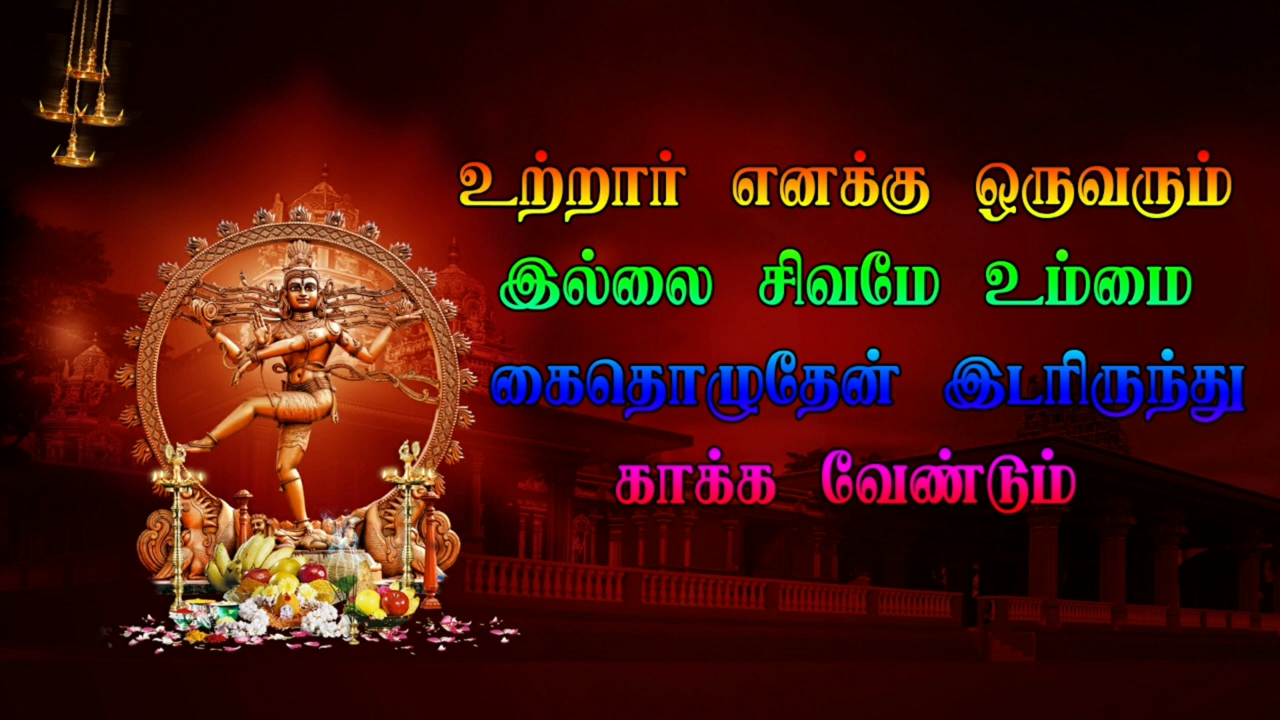 உற்றார் எனக்கு ஒருவரும்
இல்லை சிவமே உம்மை
கைதொழுதேன் இடரிருந்து
காக்க வேண்டும்